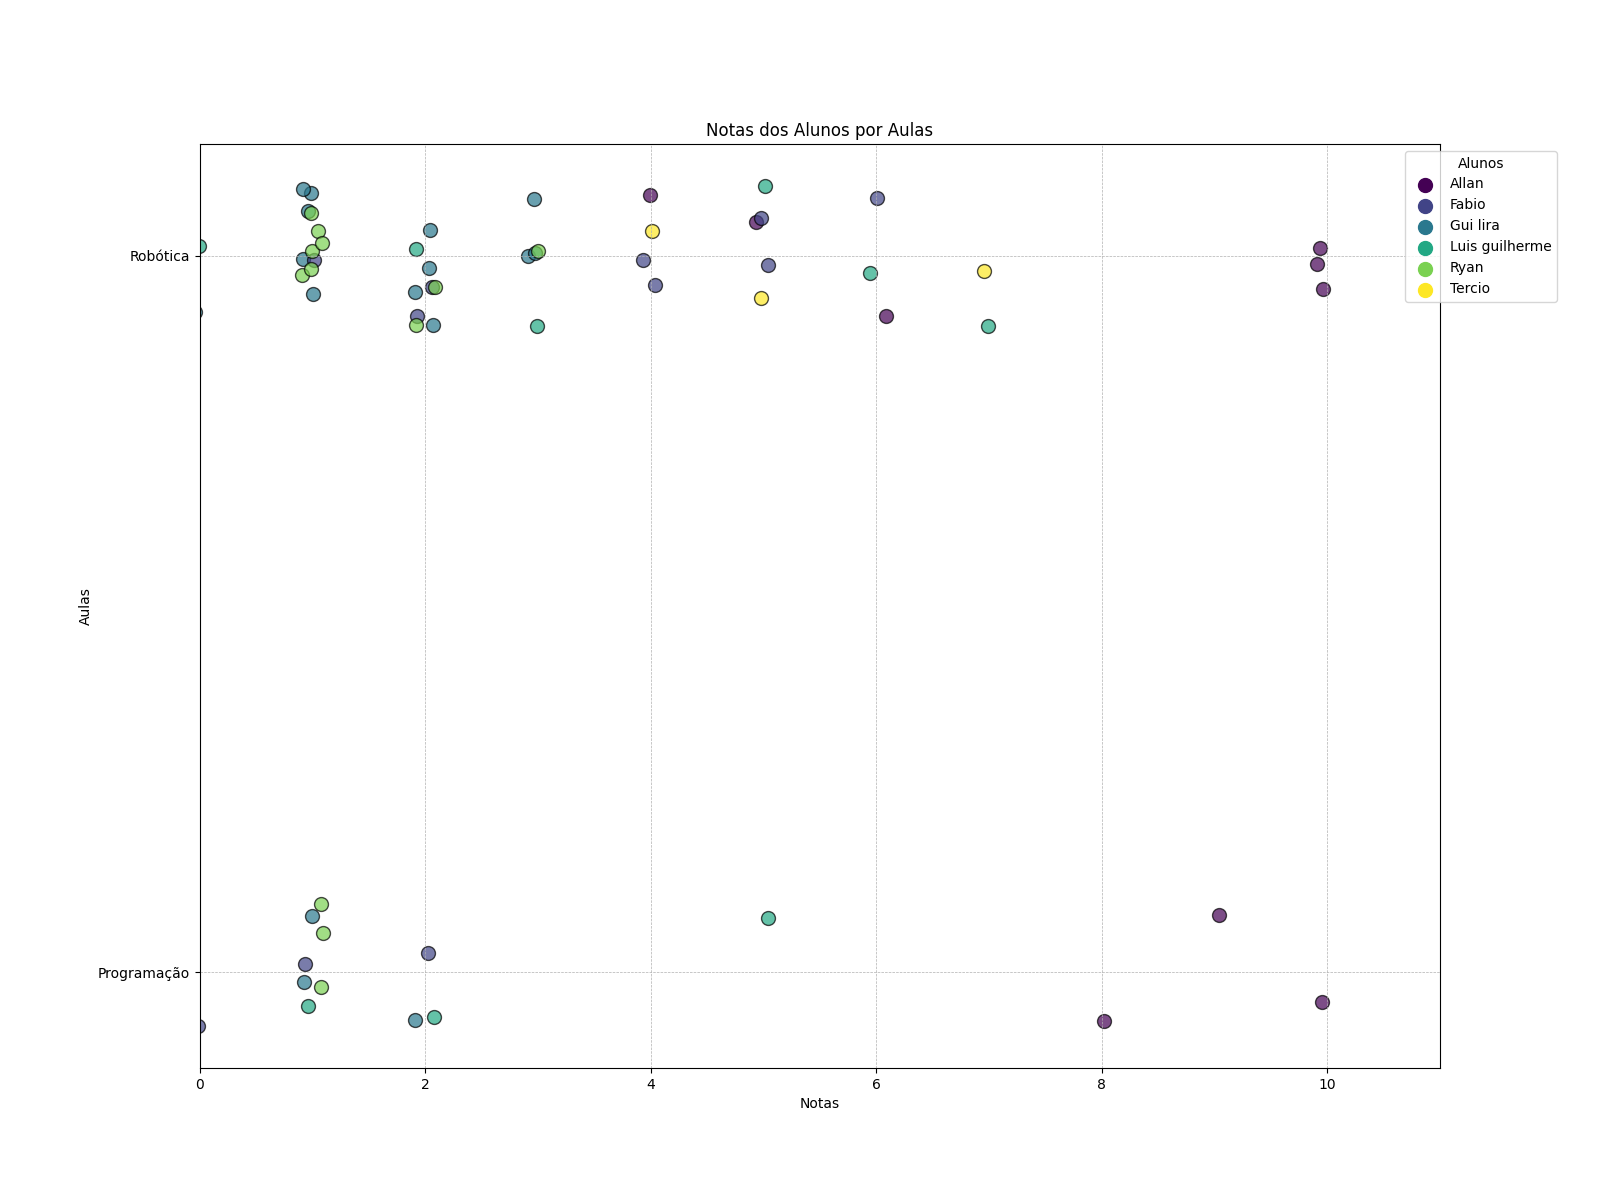 Notas dos Alunos por Aulas
Alunos
Allan
Fabio
Gui lira
Luis guilherme
Ryan
Tercio
Robótica
Aulas
Programação
0 2 4 6 8 10
Notas